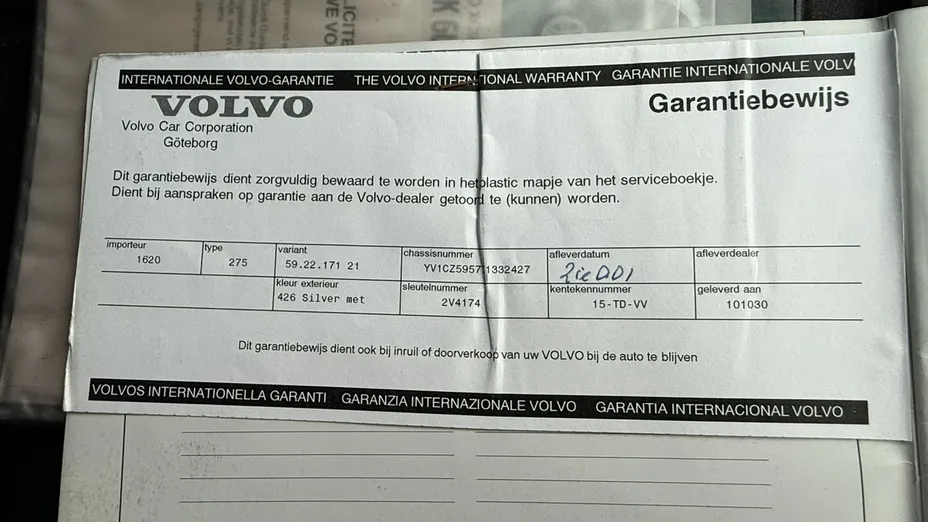 INTERNATIONALE VOLVO-GARANTIE THE VOLVO INTERNATIONAL WARRANTY GARANTIE INTERNATIONALE VOLV
VOLVO
Garantiebewijs
Volvo Car Corporation
Göteborg
Dit garantiebewijs dient zorgvuldig bewaard te worden in het plastic mapje van het serviceboekje.
Dient bij aanspraken op garantie aan de Volvo-dealer getoond te (kunnen) worden.
importeur type variant chassisnummer afleverdatum afleverdealer
1620 275 59.22.171 21 YV1CZ595711332427
kleur exterieur sleutelnummer kentekennummer geleverd aan
426 Silver met 2V4174 15-TD-VV 101030
Dit garantiebewijs dient ook bij inruil of doorverkoop van uw VOLVO bij de auto te blijven
VOLVOS INTERNATIONELLA GARANTI GARANZIA INTERNAZIONALE VOLVO GARANTIA INTERNACIONAL VOLVO